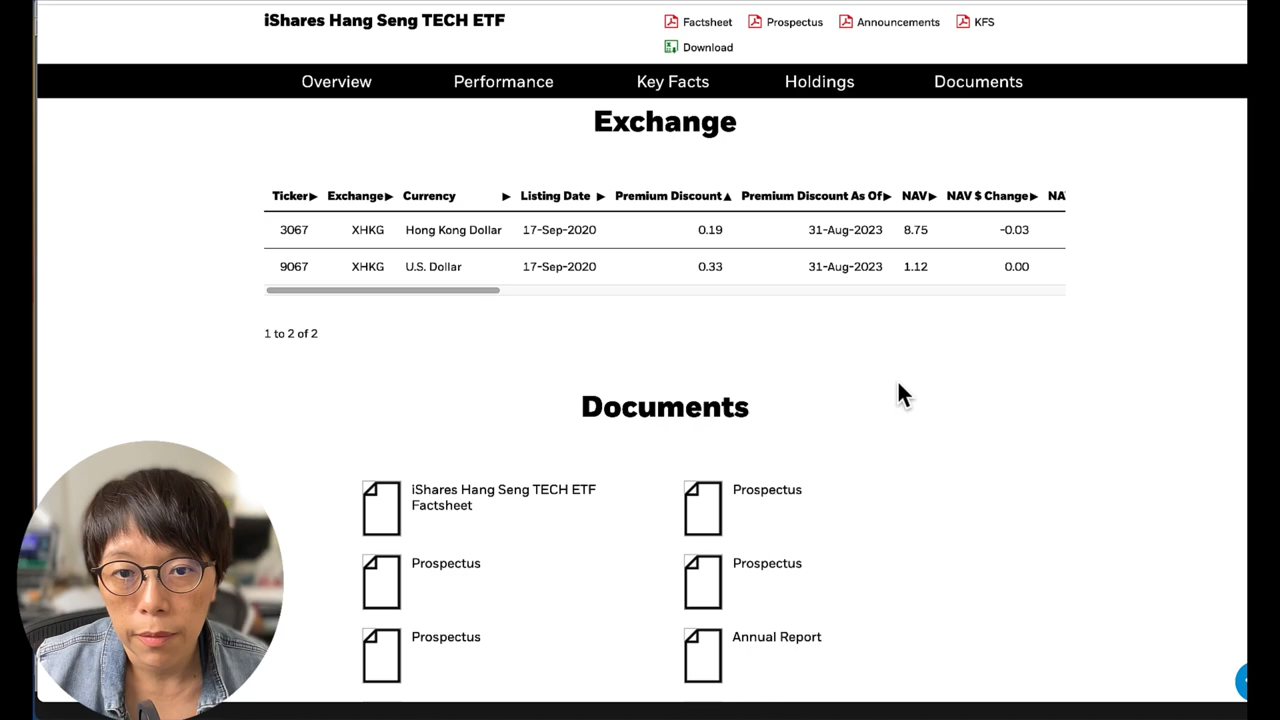 iShares Hang Seng TECH ETF
Factsheet Prospectus Announcements KFS
Download
Overview Performance Key Facts Holdings Documents
Exchange
Ticker▶ Exchange▶ Currency ▶ Listing Date ▶ Premium Discount▲ Premium Discount As Of▶ NAV▶ NAV $ Change▶ NA
3067 XHKG Hong Kong Dollar 17-Sep-2020 0.19 31-Aug-2023 8.75 -0.03
9067 XHKG U.S. Dollar 17-Sep-2020 0.33 31-Aug-2023 1.12 0.00
1 to 2 of 2
Documents
iShares Hang Seng TECH ETF
Factsheet
Prospectus
Prospectus
Prospectus
Prospectus
Annual Report